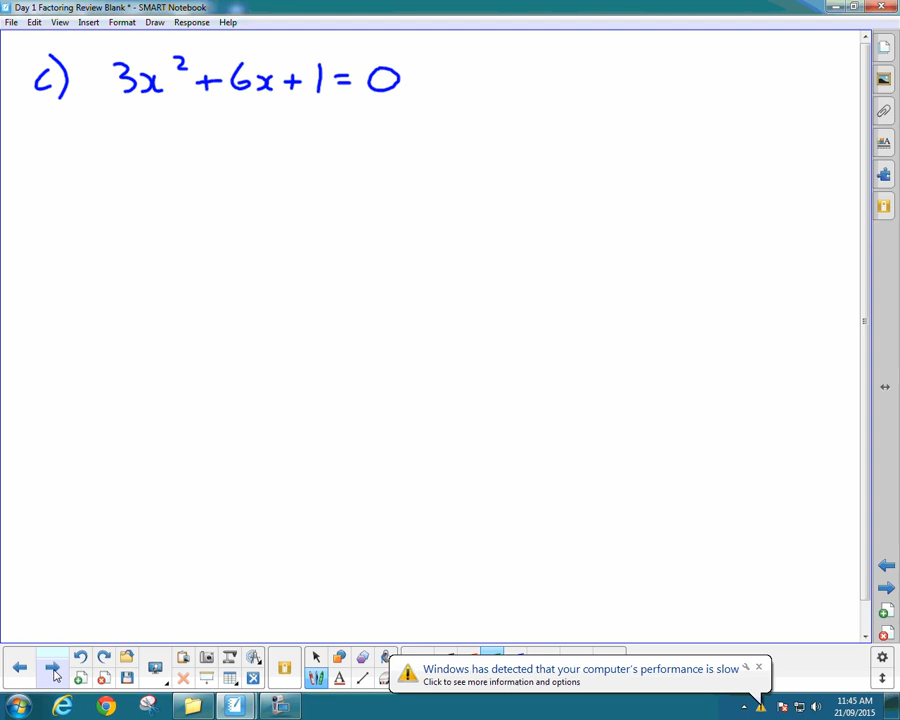 Day 1 Factoring Review Blank * - SMART Notebook
File Edit View Insert Format Draw Response Help
c) 3x² + 6x + 1 = 0
Windows has detected that your computer's performance is slow
Click to see more information and options
11:45 AM
21/09/2015